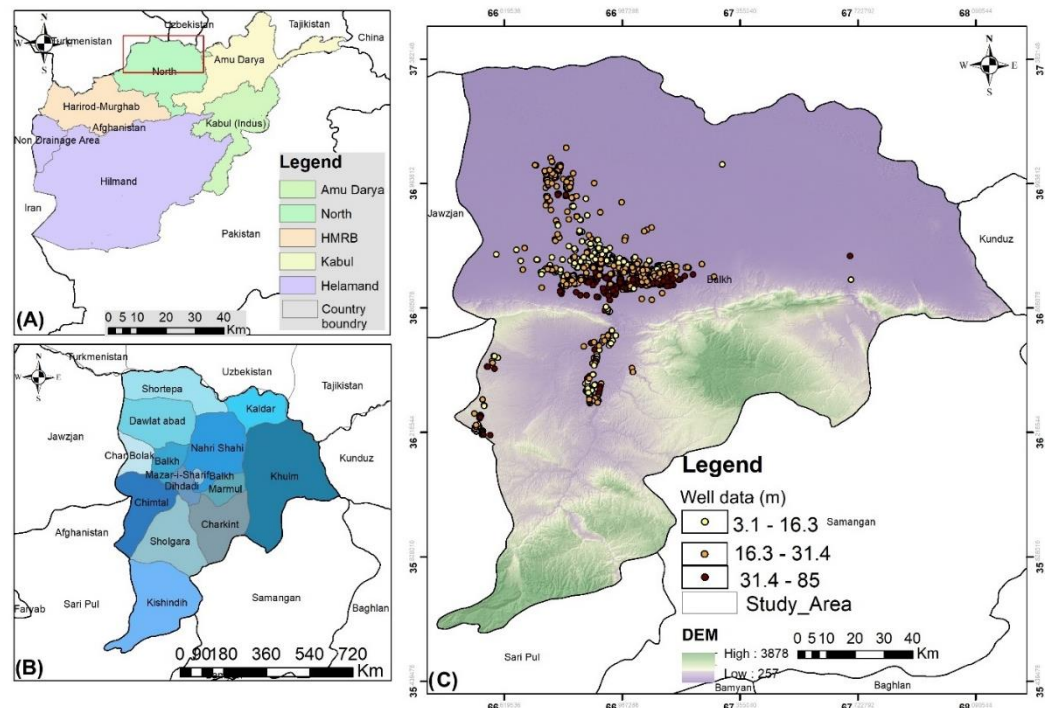 N
W
E
S
Turkmenistan
Uzbekistan
Tajikistan
China
North
Amu Darya
Harirod-Murghab
Afghanistan
Kabul (Indus)
Non Drainage Area
Hilmand
Iran
Pakistan
Legend
Amu Darya
North
HMRB
Kabul
Helamand
Country
boundry
0 5 10 20 30 40
Km
(A)
N
W
E
S
Turkmenistan
Uzbekistan
Tajikistan
Shortepa
Kaldar
Dawlat abad
Jawzjan
Nahri Shahi
Kunduz
Char Bolak
Balkh
Khulm
Mazar-i-Sharif
Balkh
Dihdadi
Marmul
Chimtal
Charkint
Afghanistan
Sholgara
Kishindih
Samangan
Sari Pul
Faryab
Baghlan
0 90180 360 540 720
Km
(B)
66
66
67
67
68
N
W
E
S
37
36
36
36
35
35
Jawzjan
Kunduz
Balkh
Legend
Well data (m)
3.1 - 16.3
Samangan
16.3 - 31.4
31.4 - 85
Study_Area
DEM
High : 3878
Low : 257
0 5 10 20 30 40
Km
Sari Pul
Bamyan
Baghlan
(C)
66
66
67
67
68